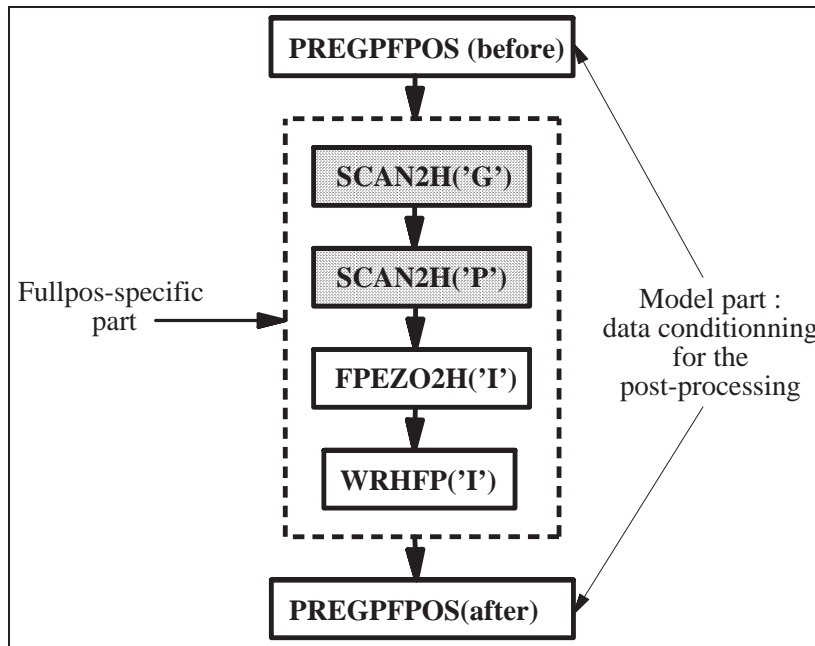 PREGPFPOS (before)
SCAN2H('G')
SCAN2H('P')
Fullpos-specific
part
FPEZO2H('I')
WRHFP('I')
Model part :
data conditionning
for the
post-processing
PREGPFPOS(after)